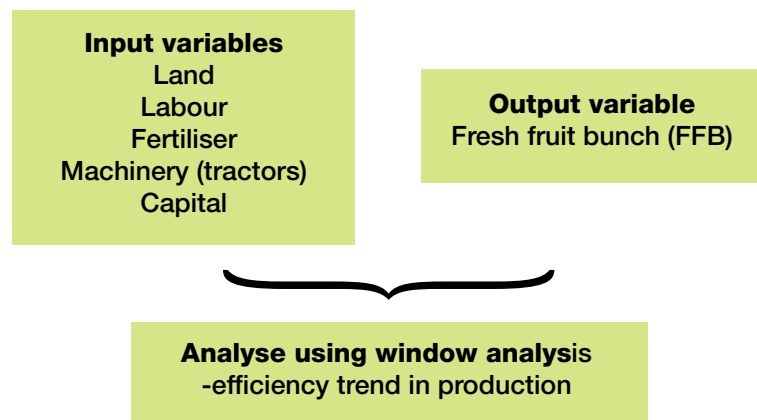 Input variables
Land
Labour
Fertiliser
Machinery (tractors)
Capital
Output variable
Fresh fruit bunch (FFB)
Analyse using window analysis
-efficiency trend in production